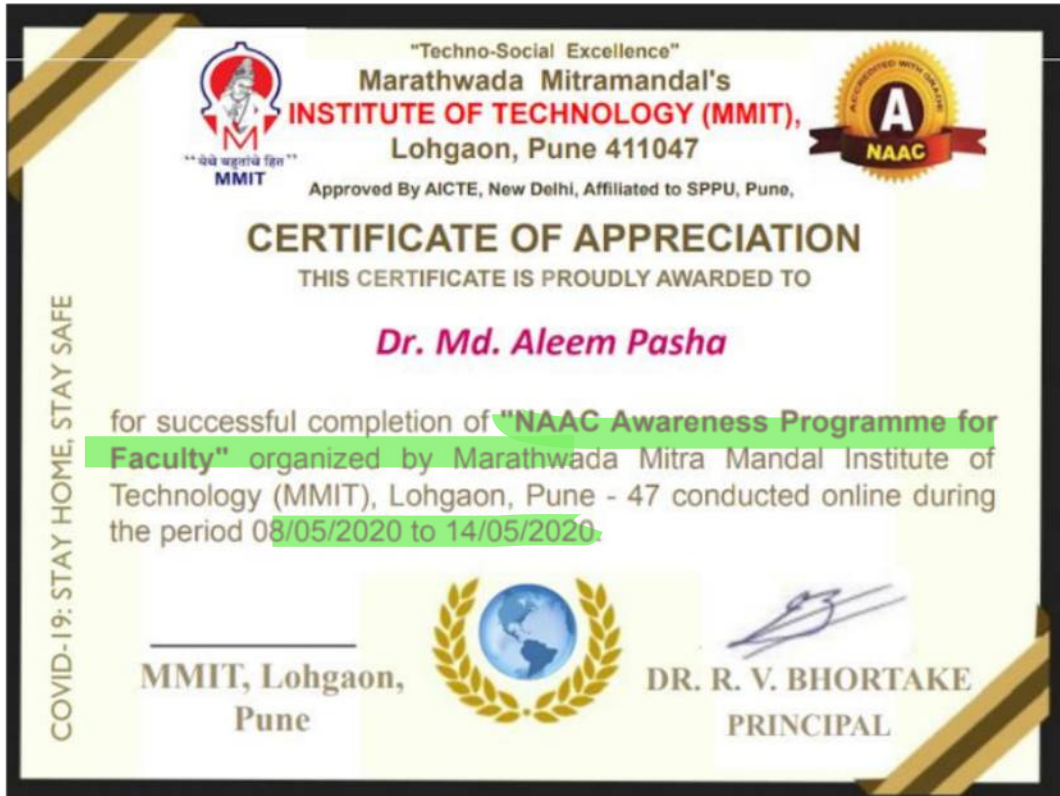 "Techno-Social Excellence"
Marathwada Mitramandal's
INSTITUTE OF TECHNOLOGY (MMIT),
Lohgaon, Pune 411047
"येथे बहुतांचे हित"
MMIT
ACCREDITED WITH GRADE
A
NAAC
Approved By AICTE, New Delhi, Affiliated to SPPU, Pune,
CERTIFICATE OF APPRECIATION
THIS CERTIFICATE IS PROUDLY AWARDED TO
Dr. Md. Aleem Pasha
for successful completion of "NAAC Awareness Programme for
Faculty" organized by Marathwada Mitra Mandal Institute of
Technology (MMIT), Lohgaon, Pune - 47 conducted online during
the period 08/05/2020 to 14/05/2020.
COVID-19: STAY HOME, STAY SAFE
MMIT, Lohgaon,
Pune
DR. R. V. BHORTAKE
PRINCIPAL